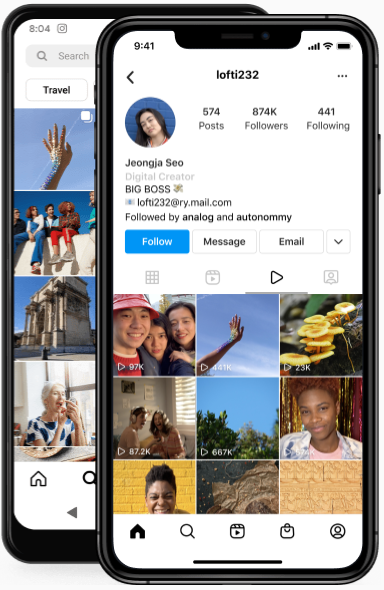 8:04
Search
Travel
9:41
lofti232
574
874K
441
Posts
Followers
Following
Jeongja Seo
Digital Creator
BIG BOSS
lofti232@ry.mail.com
Followed by analog and autonommy
Follow
Message
Email
97K
441K
23K
87.2K
667K